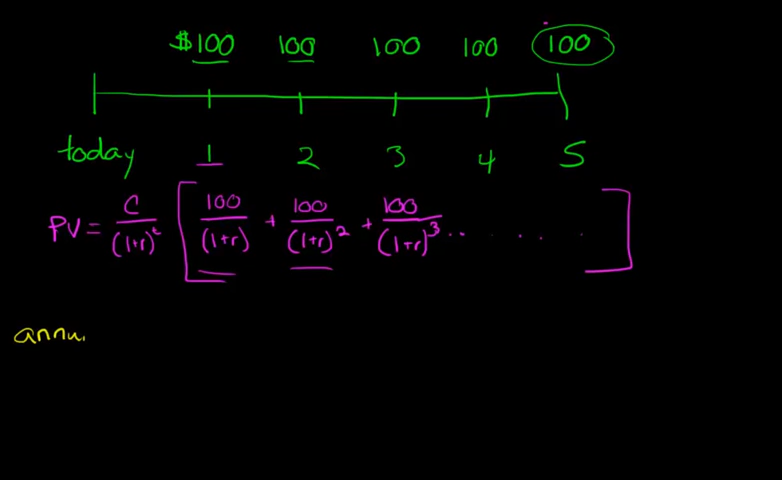 $100 100 100 100 100
today 1 2 3 4 5
PV = C/(1+r)^t [100/(1+r) + 100/(1+r)^2 + 100/(1+r)^3 .. . . . .]
annu